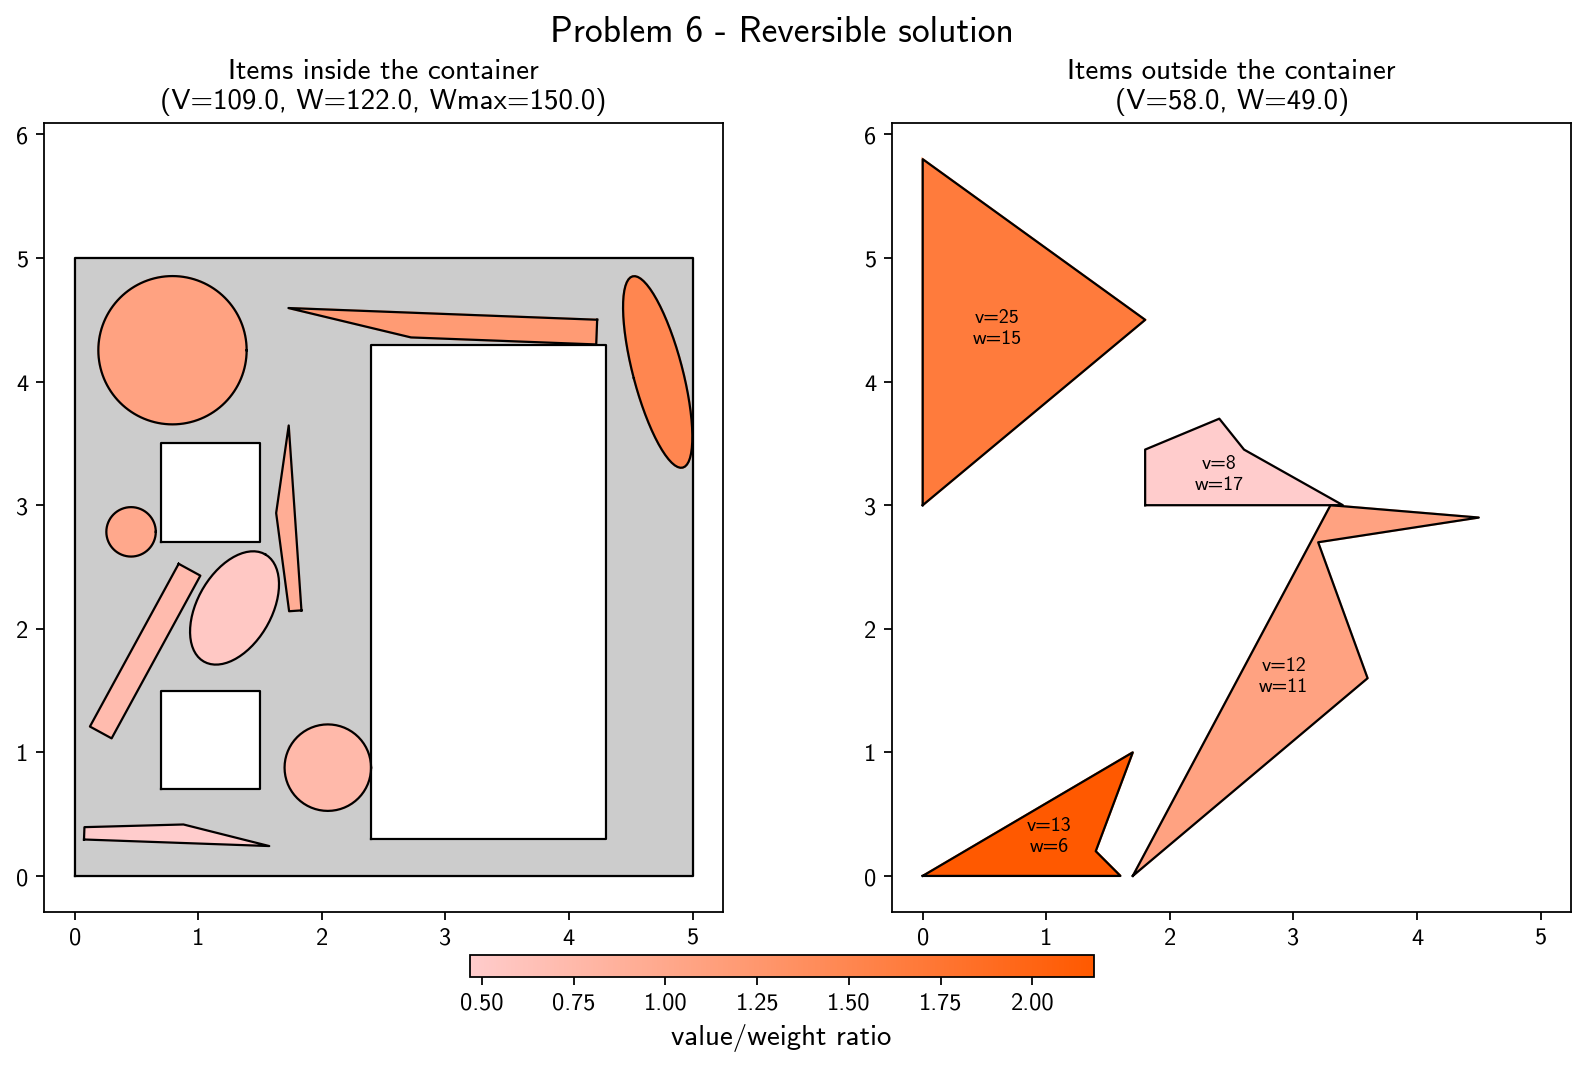 Problem 6 - Reversible solution
Items inside the container
(V=109.0, W=122.0, Wmax=150.0)
6
5
4
3
2
1
0
0 1 2 3 4 5
Items outside the container
(V=58.0, W=49.0)
6
5
4
3
2
1
0
v=25
w=15
v=8
w=17
v=12
w=11
v=13
w=6
0 1 2 3 4 5
0.50 0.75 1.00 1.25 1.50 1.75 2.00
value/weight ratio